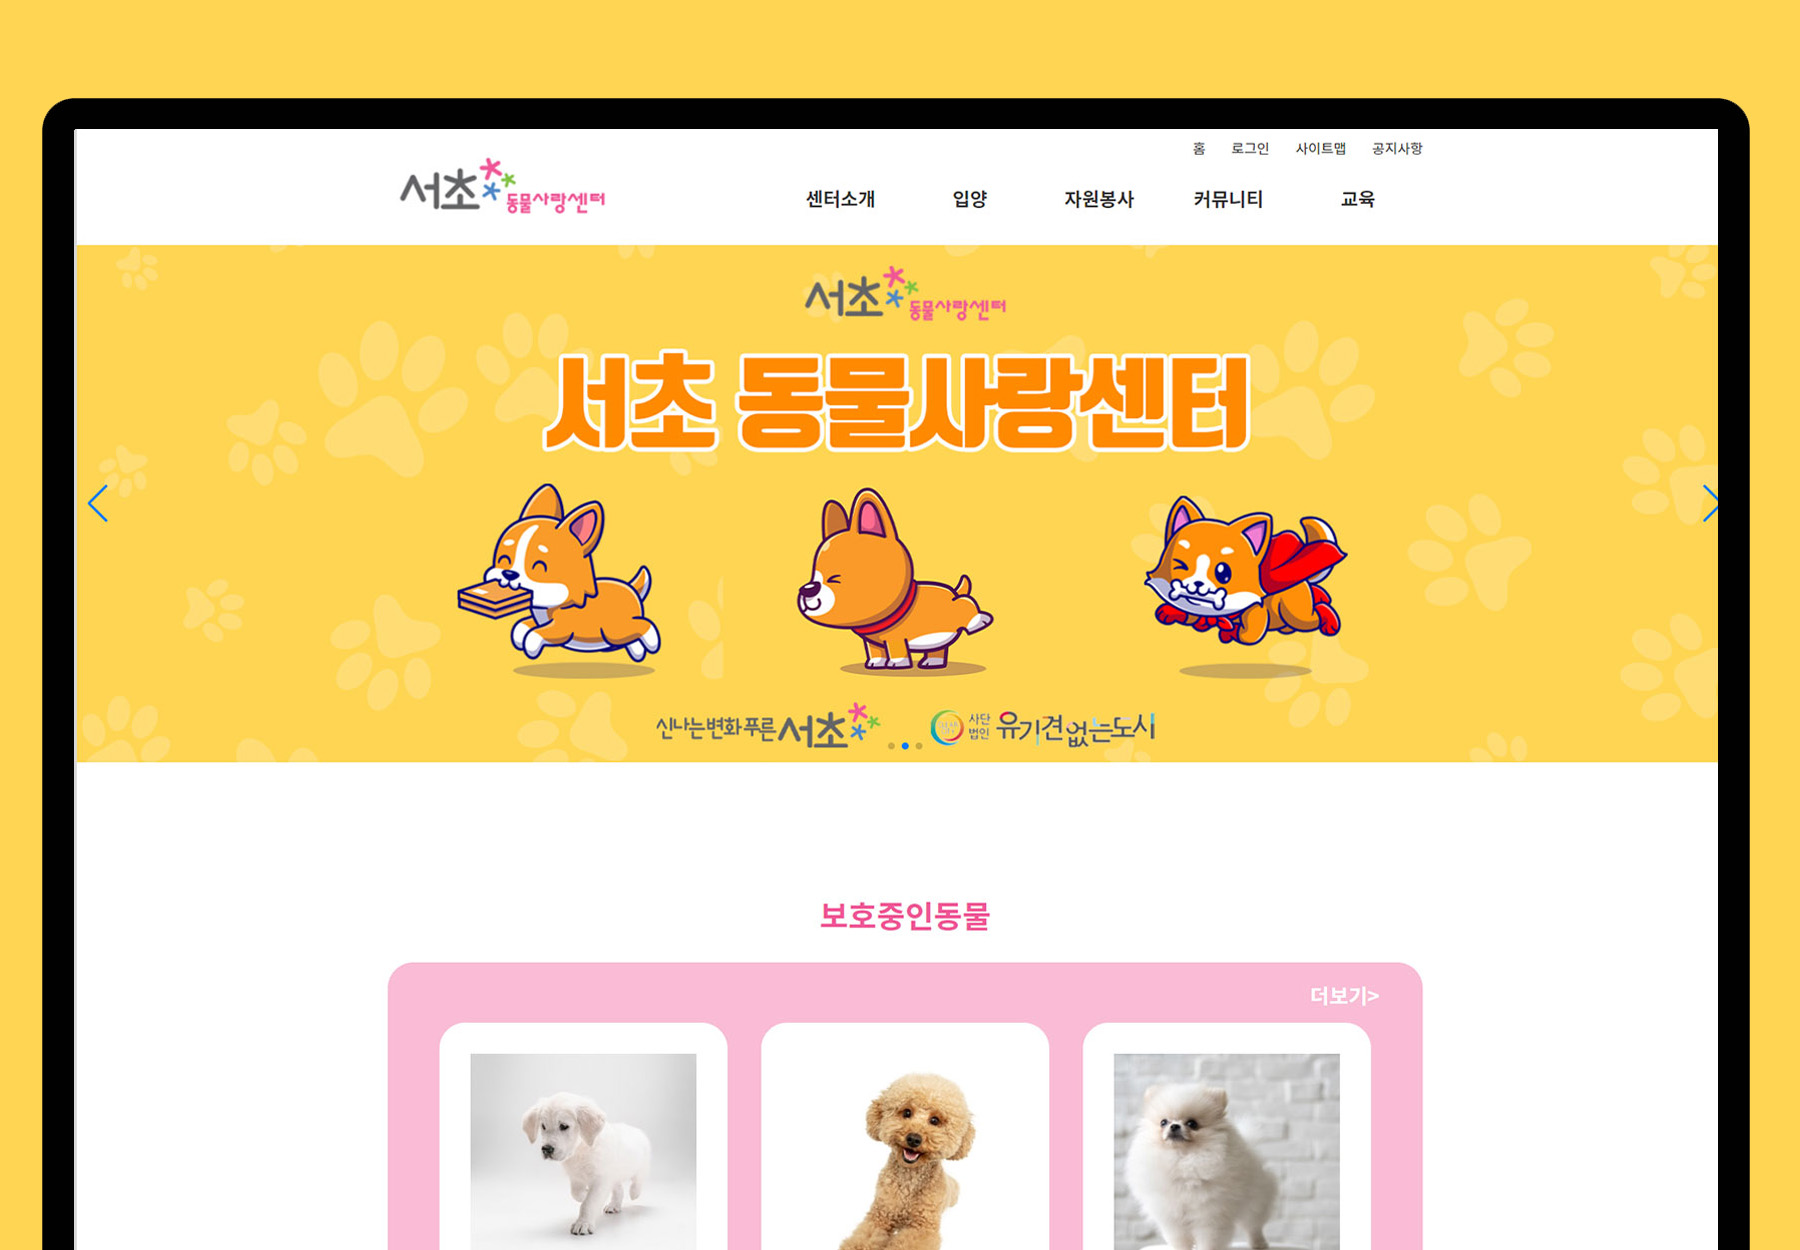 홈 로그인 사이트맵 공지사항
서초 동물사랑센터
센터소개 입양 자원봉사 커뮤니티 교육
서초 동물사랑센터
서초 동물사랑센터
신나는변화 푸른 서초
사단법인 유기견없는도시
보호중인동물
더보기>